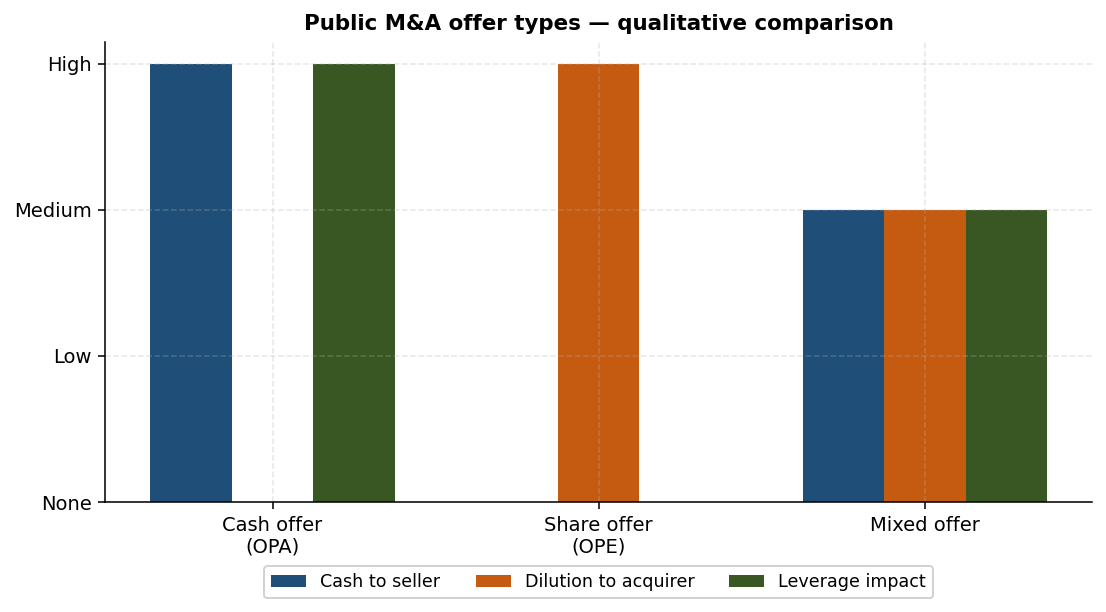 Public M&A offer types — qualitative comparison
High
Medium
Low
None
Cash offer
(OPA)
Share offer
(OPE)
Mixed offer
Cash to seller
Dilution to acquirer
Leverage impact